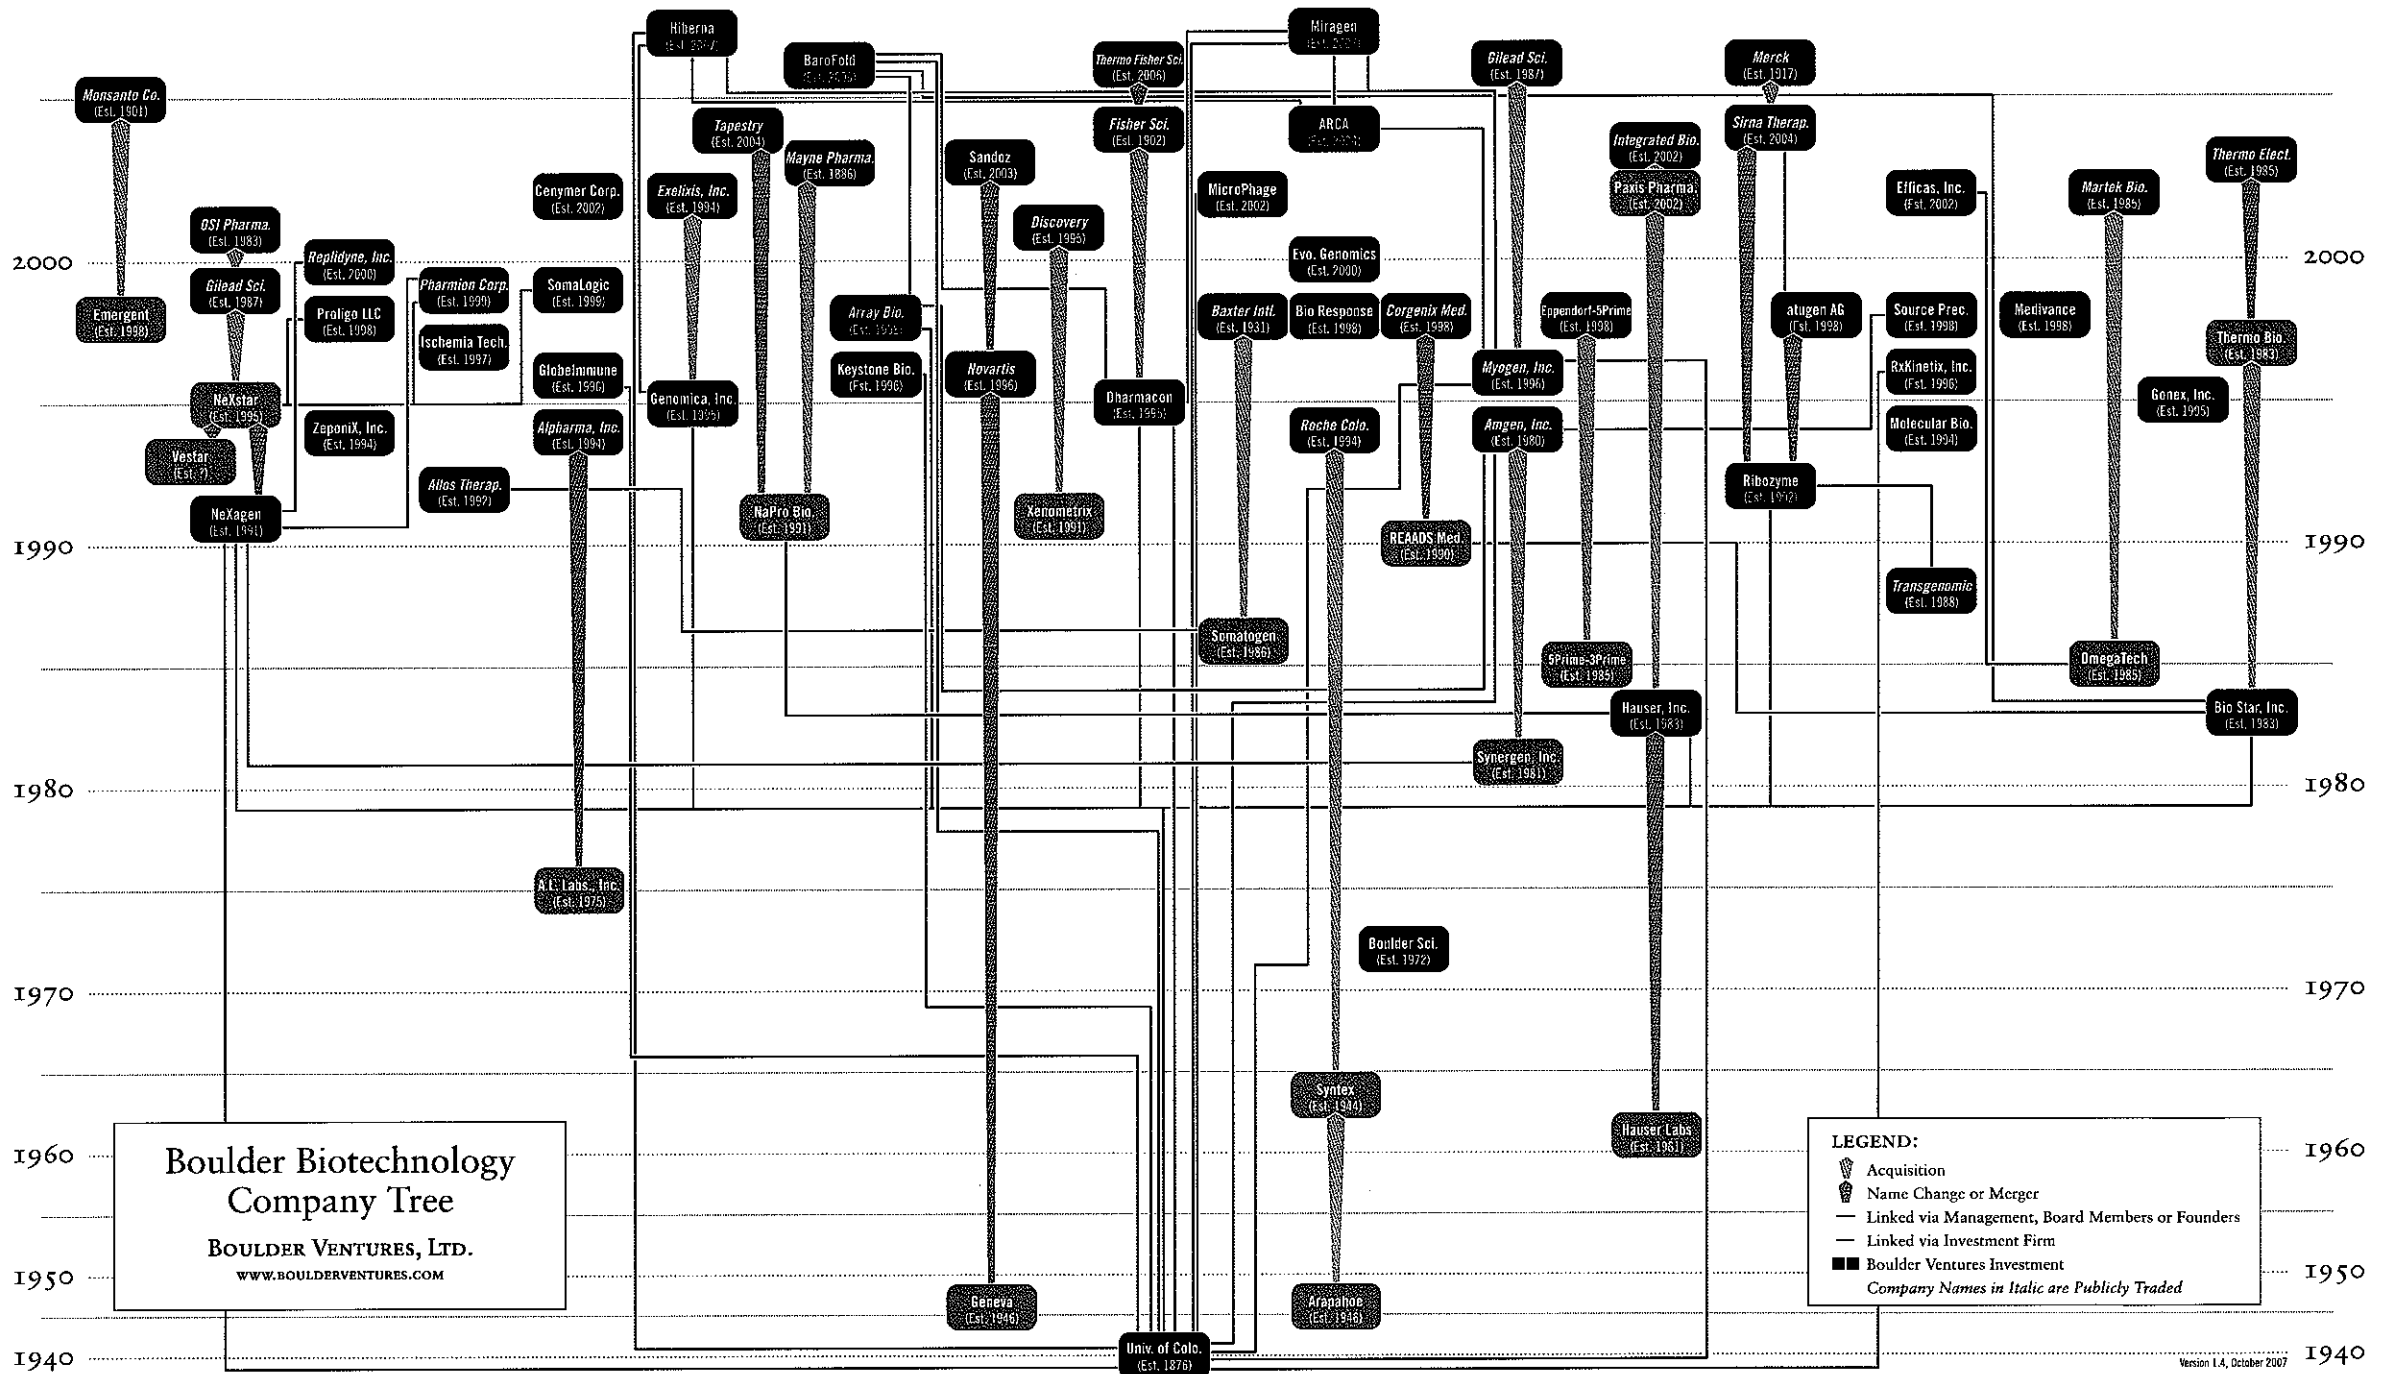 Hiberna
Miragen
BaroFold
Thermo Fisher Sci.
(Est. 2006)
Gilead Sci.
(Est. 1987)
Merck
(Est. 1917)
Monsanto Co.
(Est. 1901)
Tapestry
(Est. 2004)
Fisher Sci.
(Est. 1902)
ARCA
Sirna Therap.
(Est. 2004)
Integrated Bio.
(Est. 2002)
Mayne Pharma.
(Est. 1886)
Sandoz
(Est. 2003)
Thermo Elect.
(Est. 1985)
Genymer Corp.
(Est. 2002)
Exelixis, Inc.
(Est. 1994)
MicroPhage
(Est. 2002)
Paxis Pharma.
(Est. 2002)
Efficas, Inc.
(Est. 2002)
Martek Bio.
(Est. 1985)
OSI Pharma.
(Est. 1983)
Discovery
(Est. 1995)
Replidyne, Inc.
(Est. 2000)
Evo. Genomics
(Est. 2000)
2000
2000
Gilead Sci.
(Est. 1987)
Pharmion Corp.
(Est. 1999)
SomaLogic
(Est. 1999)
Emergent
(Est. 1998)
Proligo LLC
(Est. 1998)
Array Bio.
Baxter Intl.
(Est. 1931)
Bio Response
(Est. 1998)
Corgenix Med.
(Est. 1998)
Eppendorf-5Prime
(Est. 1998)
atugen AG
(Est. 1998)
Source Prec.
(Est. 1998)
Medivance
(Est. 1998)
Ischemia Tech.
(Est. 1997)
Thermo Bio.
(Est. 1983)
GlobeImmune
(Est. 1996)
Keystone Bio.
(Est. 1996)
Novartis
(Est. 1996)
Myogen, Inc.
(Est. 1996)
RxKinetix, Inc.
(Est. 1996)
NeXstar
(Est. 1995)
Genomica, Inc.
(Est. 1995)
Dharmacon
(Est. 1995)
Gonex, Inc.
(Est. 1995)
ZeponiX, Inc.
(Est. 1994)
Alpharma, Inc.
(Est. 1994)
Roche Colo.
(Est. 1994)
Amgen, Inc.
(Est. 1980)
Molecular Bio.
(Est. 1994)
Vestar
(Est. ?)
Allos Therap.
(Est. 1992)
Ribozyme
(Est. 1992)
NeXagen
(Est. 1991)
NaPro Bio.
(Est. 1991)
Xenometrix
(Est. 1991)
REAADS Med.
(Est. 1990)
1990
1990
Transgenomic
(Est. 1988)
Somatogen
(Est. 1986)
5Prime-3Prime
(Est. 1985)
OmegaTech
(Est. 1985)
Hauser, Inc.
(Est. 1983)
Bio Star, Inc.
(Est. 1983)
Synergen, Inc.
(Est. 1981)
1980
1980
A.L. Labs., Inc.
(Est. 1975)
Boulder Sci.
(Est. 1972)
1970
1970
Syntex
(Est. 1944)
Hauser Labs
(Est. 1961)
1960
1960
Boulder Biotechnology
Company Tree
Boulder Ventures, Ltd.
www.boulderventures.com
LEGEND:
Acquisition
Name Change or Merger
Linked via Management, Board Members or Founders
Linked via Investment Firm
Boulder Ventures Investment
Company Names in Italic are Publicly Traded
1950
1950
Geneva
(Est. 1946)
Arapahoe
(Est. 1946)
Univ. of Colo.
(Est. 1876)
1940
1940
Version 1.4, October 2007